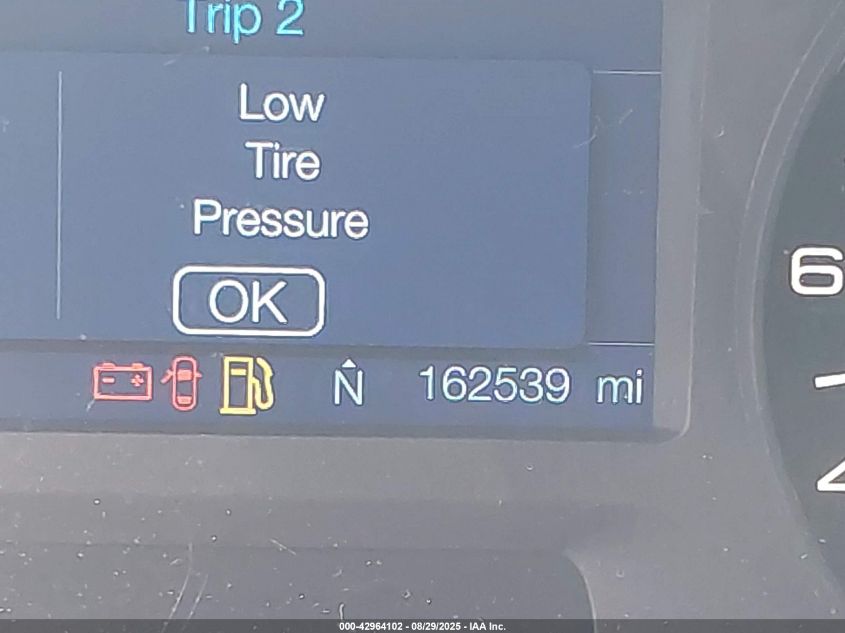 Trip 2
Low
Tire
Pressure
OK
N 162539 mi
6
000-42964102 - 08/29/2025 - IAA Inc.